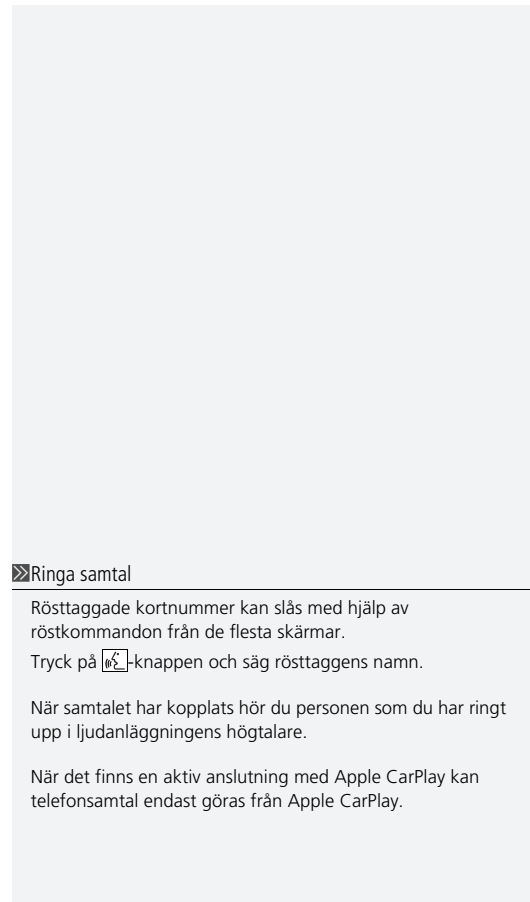 Ringa samtal
Rösttaggade kortnummer kan slås med hjälp av
röstkommandon från de flesta skärmar.
Tryck på -knappen och säg rösttaggens namn.
När samtalet har kopplats hör du personen som du har ringt
upp i ljudanläggningens högtalare.
När det finns en aktiv anslutning med Apple CarPlay kan
telefonsamtal endast göras från Apple CarPlay.